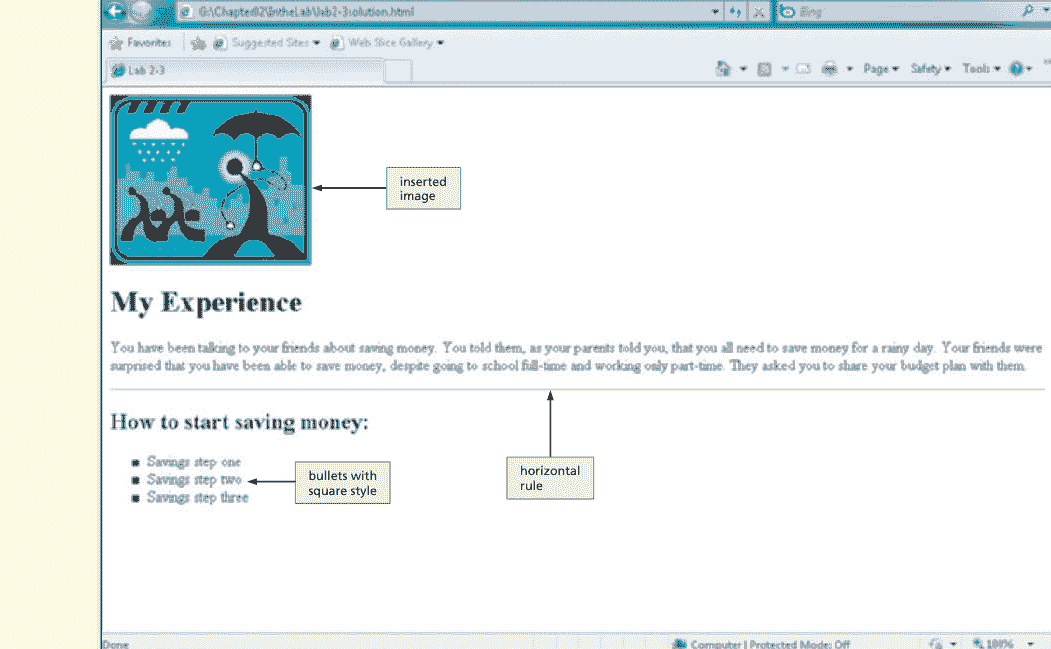 G:\Chapter02\IntheLab\lab2-3solution.html
Bing
Favorites Suggested Sites Web Slice Gallery
Lab 2-3
Page Safety Tools
inserted
image
My Experience
You have been talking to your friends about saving money. You told them, as your parents told you, that you all need to save money for a rainy day. Your friends were
surprised that you have been able to save money, despite going to school full-time and working only part-time. They asked you to share your budget plan with them.
How to start saving money:
Savings step one
Savings step two
Savings step three
bullets with
square style
horizontal
rule
Done
Computer | Protected Mode: Off
100%